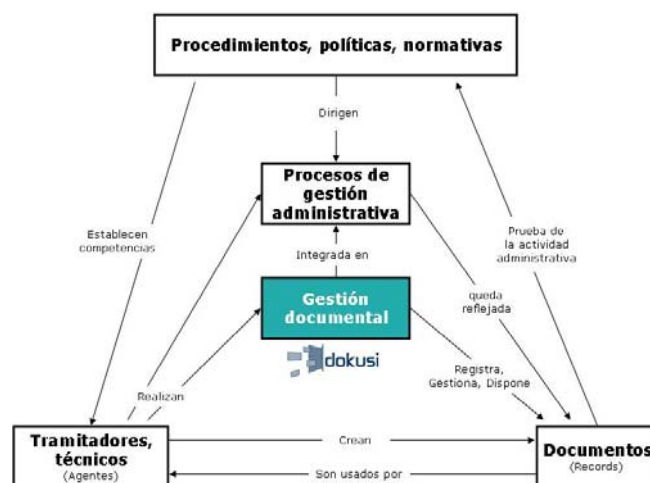 Procedimientos, políticas, normativas
Dirigen
Procesos de
gestión
administrativa
Establecen
competencias
Prueba de
la actividad
administrativa
Integrada en
Gestión
documental
queda
reflejada
dokusi
Registra,
Gestiona, Dispone
Realizan
Tramitadores,
técnicos
(Agentes)
Crean
Son usados por
Documentos
(Records)